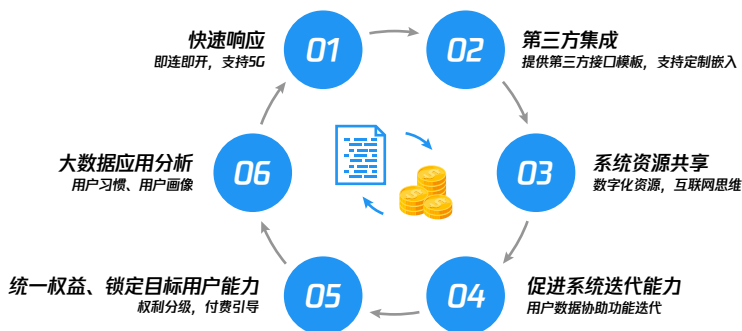 01
快速响应
即连即开，支持5G
02
第三方集成
提供第三方接口模板，支持定制嵌入
03
系统资源共享
数字化资源，互联网思维
04
促进系统迭代能力
用户数据协助功能迭代
05
统一权益、锁定目标用户能力
权利分级，付费引导
06
大数据应用分析
用户习惯、用户画像